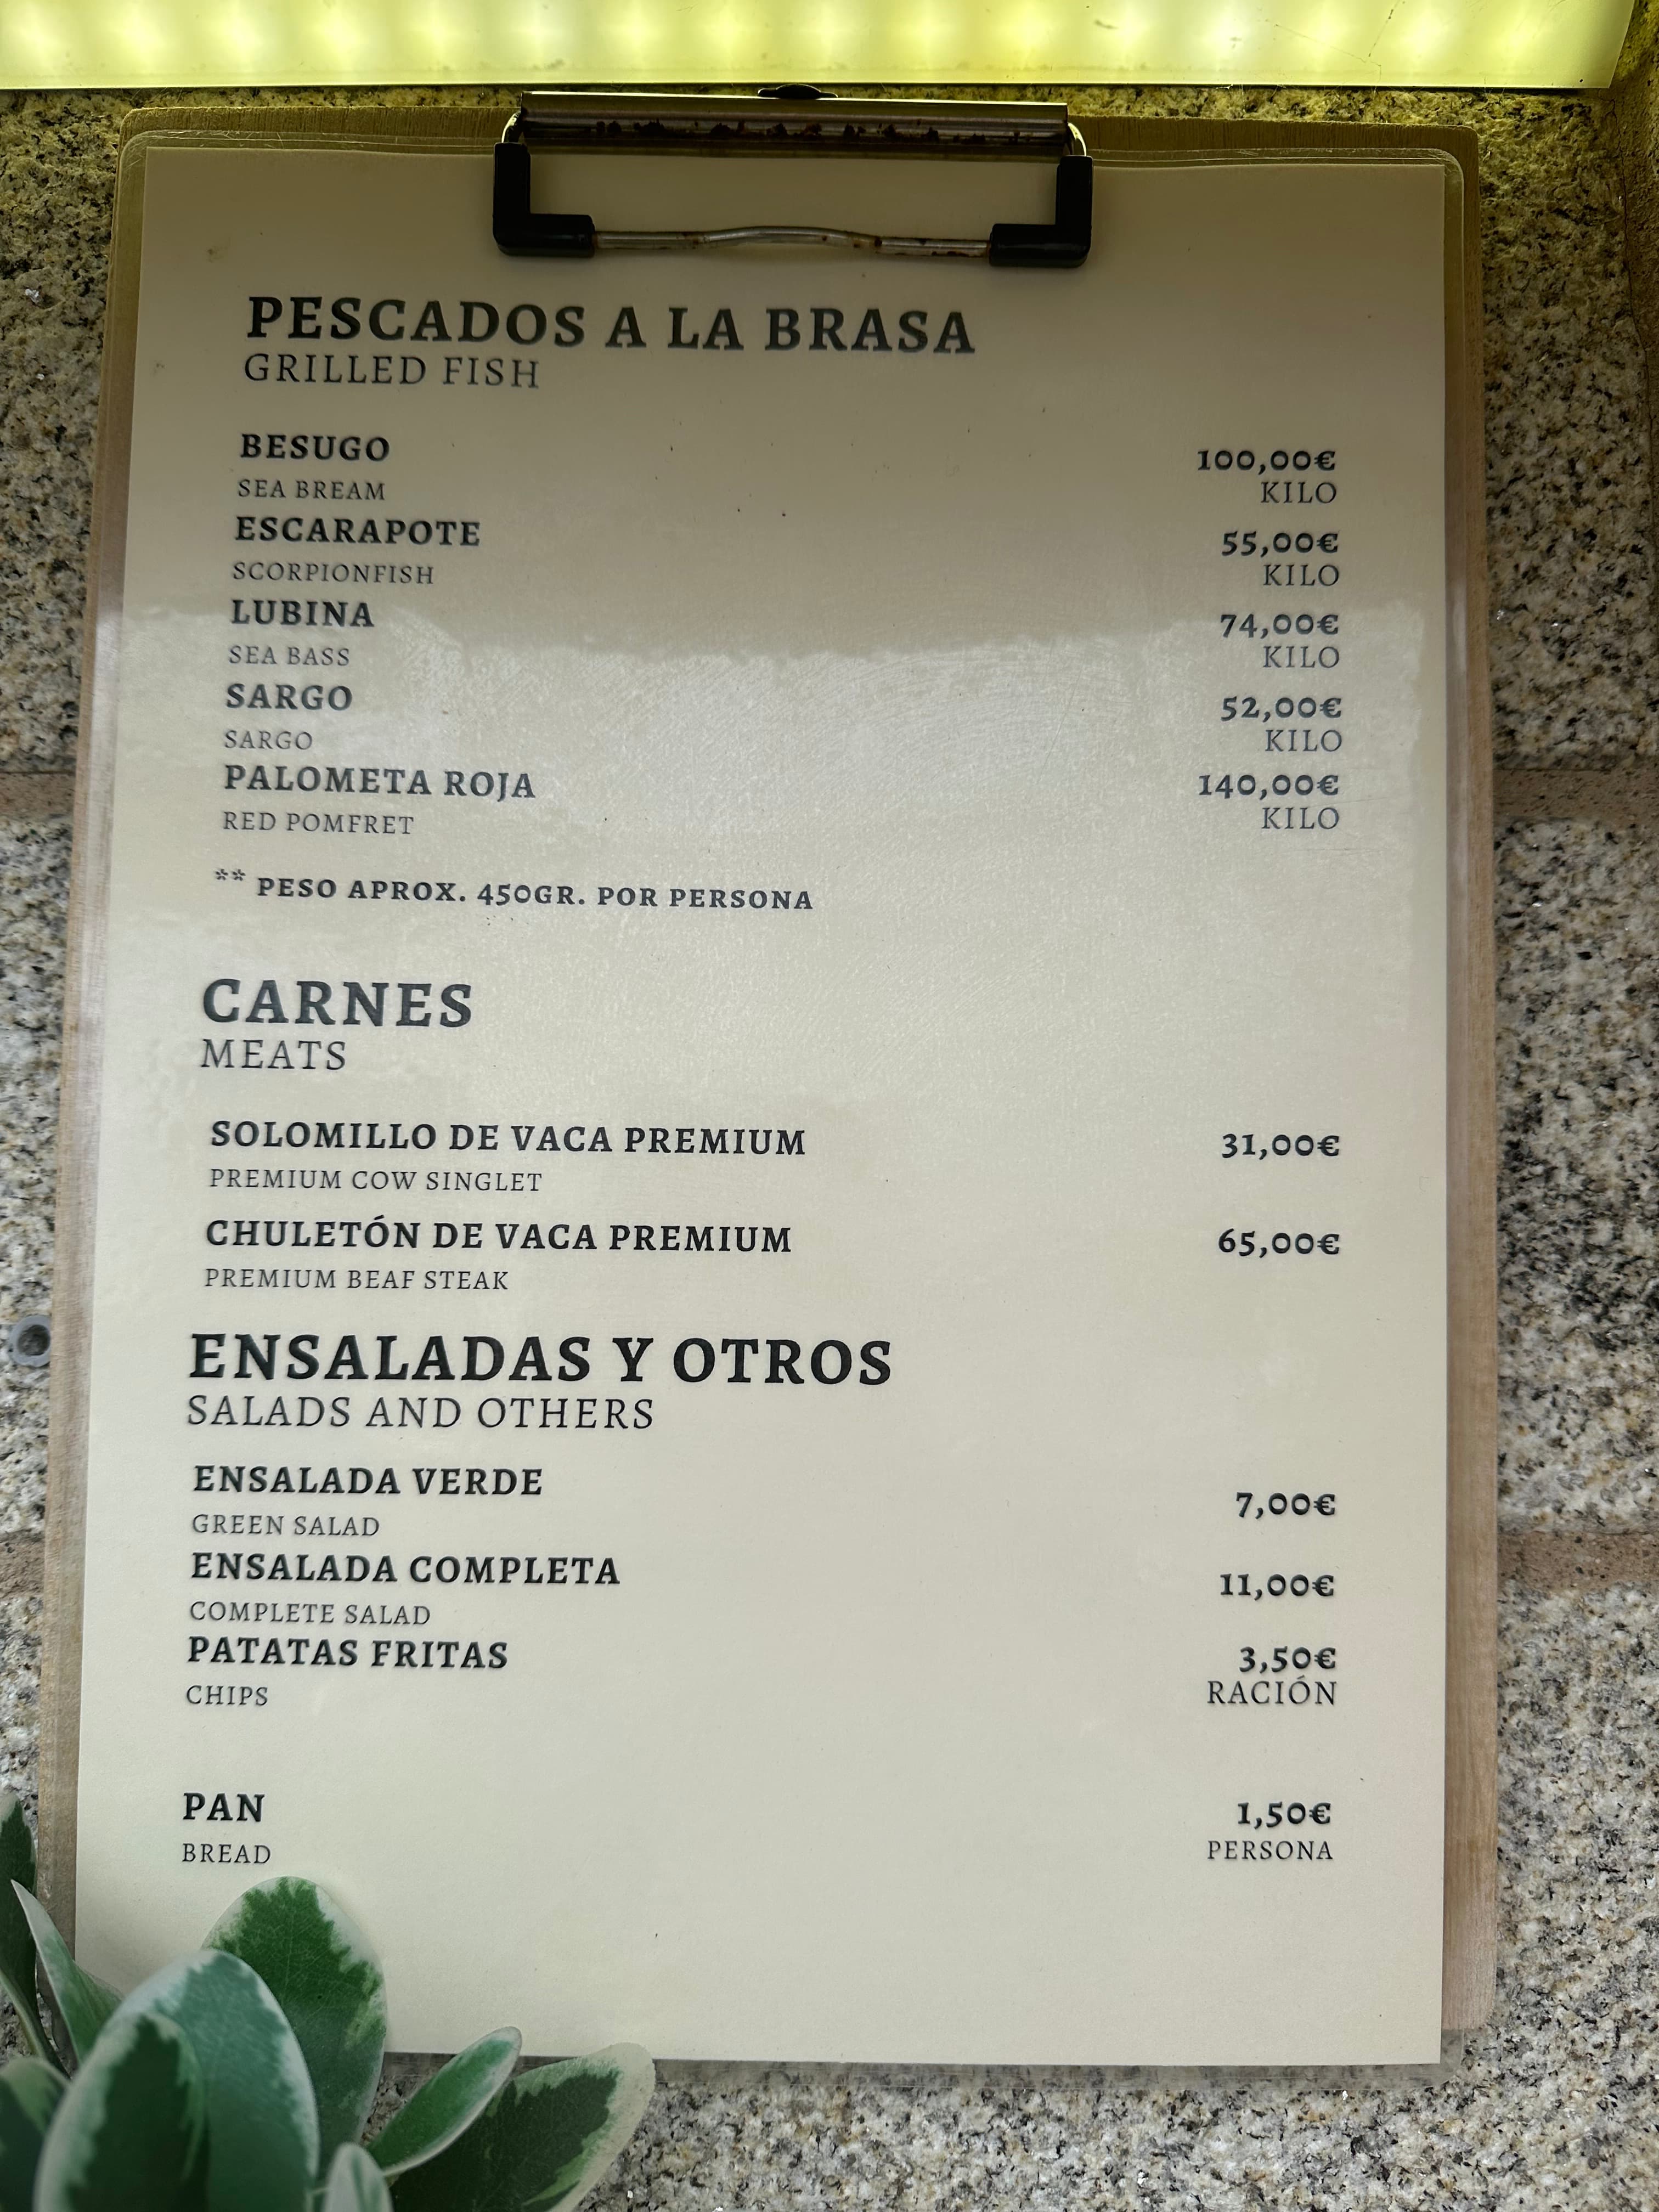 PESCADOS A LA BRASA
GRILLED FISH
BESUGO 100,00€
SEA BREAM KILO
ESCARAPOTE 55,00€
SCORPIONFISH KILO
LUBINA 74,00€
SEA BASS KILO
SARGO 52,00€
SARGO KILO
PALOMETA ROJA 140,00€
RED POMFRET KILO
** PESO APROX. 450GR. POR PERSONA
CARNES
MEATS
SOLOMILLO DE VACA PREMIUM 31,00€
PREMIUM COW SINGLET
CHULETÓN DE VACA PREMIUM 65,00€
PREMIUM BEAF STEAK
ENSALADAS Y OTROS
SALADS AND OTHERS
ENSALADA VERDE 7,00€
GREEN SALAD
ENSALADA COMPLETA 11,00€
COMPLETE SALAD
PATATAS FRITAS 3,50€
CHIPS RACIÓN
PAN 1,50€
BREAD PERSONA